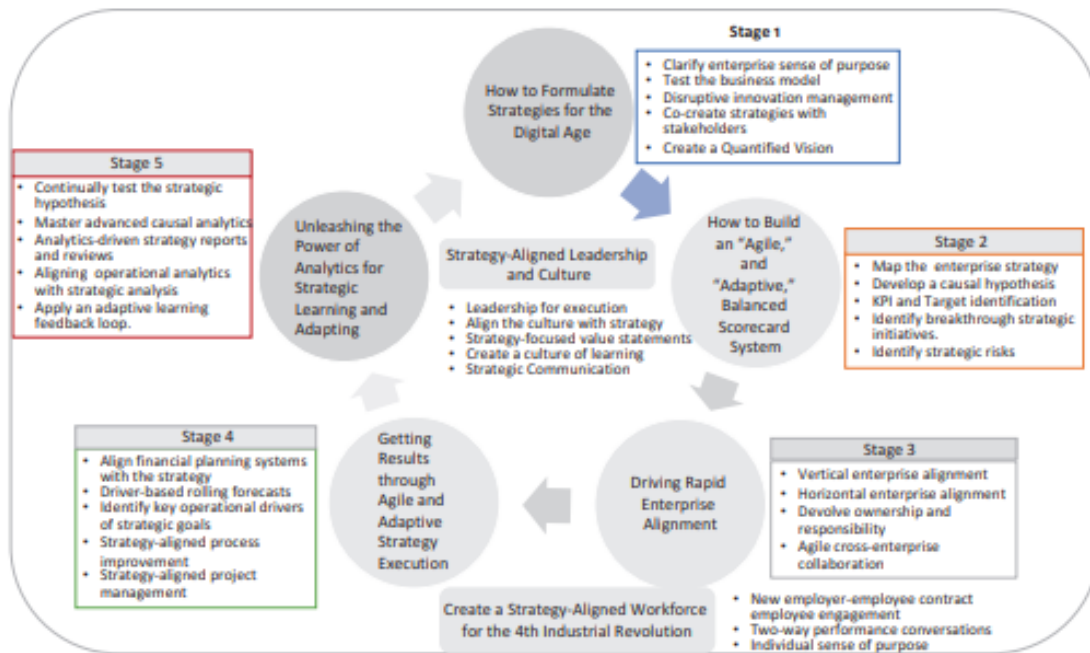 Stage 1
How to Formulate
Strategies for the
Digital Age
• Clarify enterprise sense of purpose
• Test the business model
• Disruptive innovation management
• Co-create strategies with
stakeholders
• Create a Quantified Vision
How to Build
an "Agile,"
and
"Adaptive,"
Balanced
Scorecard
System
Stage 2
• Map the enterprise strategy
• Develop a causal hypothesis
• KPI and Target identification
• Identify breakthrough strategic
initiatives.
• Identify strategic risks
Driving Rapid
Enterprise
Alignment
Stage 3
• Vertical enterprise alignment
• Horizontal enterprise alignment
• Devolve ownership and
responsibility
• Agile cross-enterprise
collaboration
Getting
Results
through
Agile and
Adaptive
Strategy
Execution
Stage 4
• Align financial planning systems
with the strategy
• Driver-based rolling forecasts
• Identify key operational drivers
of strategic goals
• Strategy-aligned process
improvement
• Strategy-aligned project
management
Unleashing the
Power of
Analytics for
Strategic
Learning and
Adapting
Stage 5
• Continually test the strategic
hypothesis
• Master advanced causal analytics
• Analytics-driven strategy reports
and reviews
• Aligning operational analytics
with strategic analysis
• Apply an adaptive learning
feedback loop.
Strategy-Aligned Leadership
and Culture
• Leadership for execution
• Align the culture with strategy
• Strategy-focused value statements
• Create a culture of learning
• Strategic Communication
Create a Strategy-Aligned Workforce
for the 4th Industrial Revolution
• New employer-employee contract
employee engagement
• Two-way performance conversations
• Individual sense of purpose